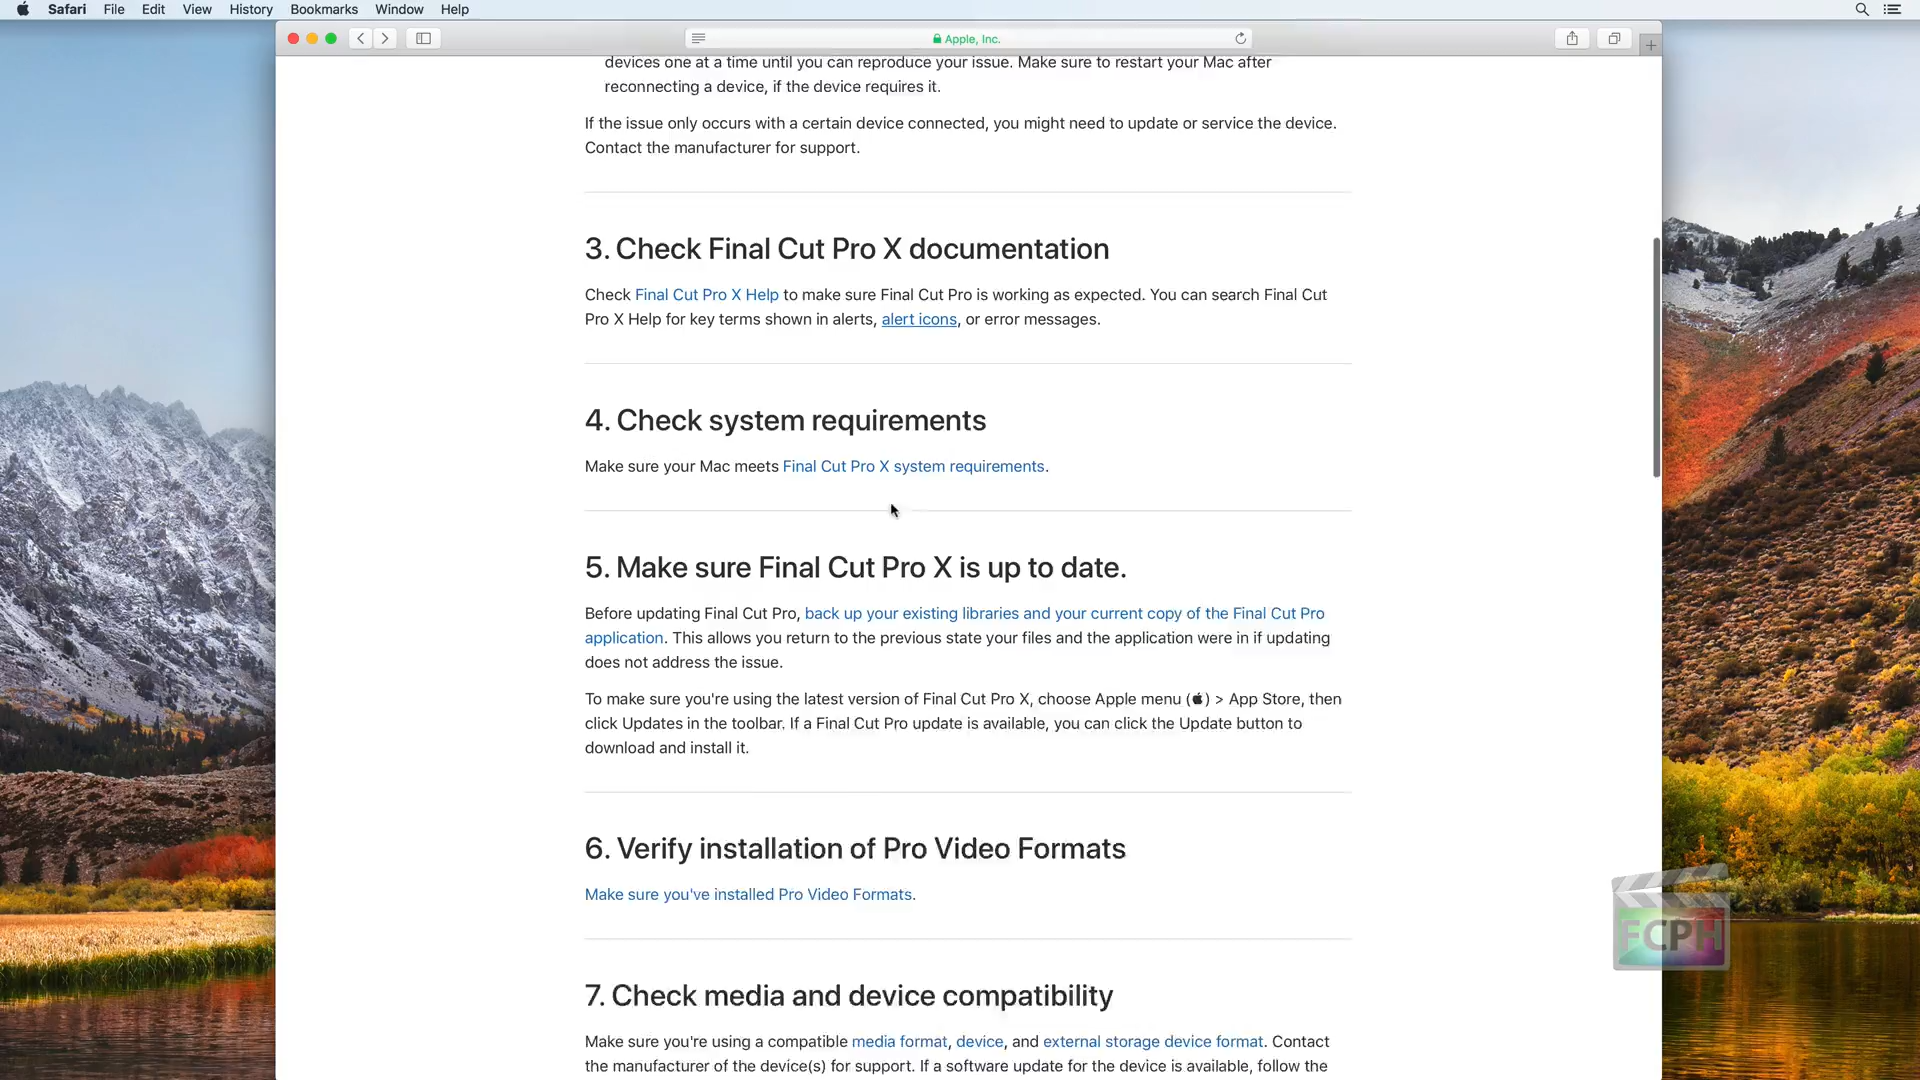 Safari File Edit View History Bookmarks Window Help
Apple, Inc.
devices one at a time until you can reproduce your issue. Make sure to restart your Mac after
reconnecting a device, if the device requires it.
If the issue only occurs with a certain device connected, you might need to update or service the device.
Contact the manufacturer for support.
3. Check Final Cut Pro X documentation
Check Final Cut Pro X Help to make sure Final Cut Pro is working as expected. You can search Final Cut
Pro X Help for key terms shown in alerts, alert icons, or error messages.
4. Check system requirements
Make sure your Mac meets Final Cut Pro X system requirements.
5. Make sure Final Cut Pro X is up to date.
Before updating Final Cut Pro, back up your existing libraries and your current copy of the Final Cut Pro
application. This allows you return to the previous state your files and the application were in if updating
does not address the issue.
To make sure you're using the latest version of Final Cut Pro X, choose Apple menu () > App Store, then
click Updates in the toolbar. If a Final Cut Pro update is available, you can click the Update button to
download and install it.
6. Verify installation of Pro Video Formats
Make sure you've installed Pro Video Formats.
FCPH
7. Check media and device compatibility
Make sure you're using a compatible media format, device, and external storage device format. Contact
the manufacturer of the device(s) for support. If a software update for the device is available, follow the